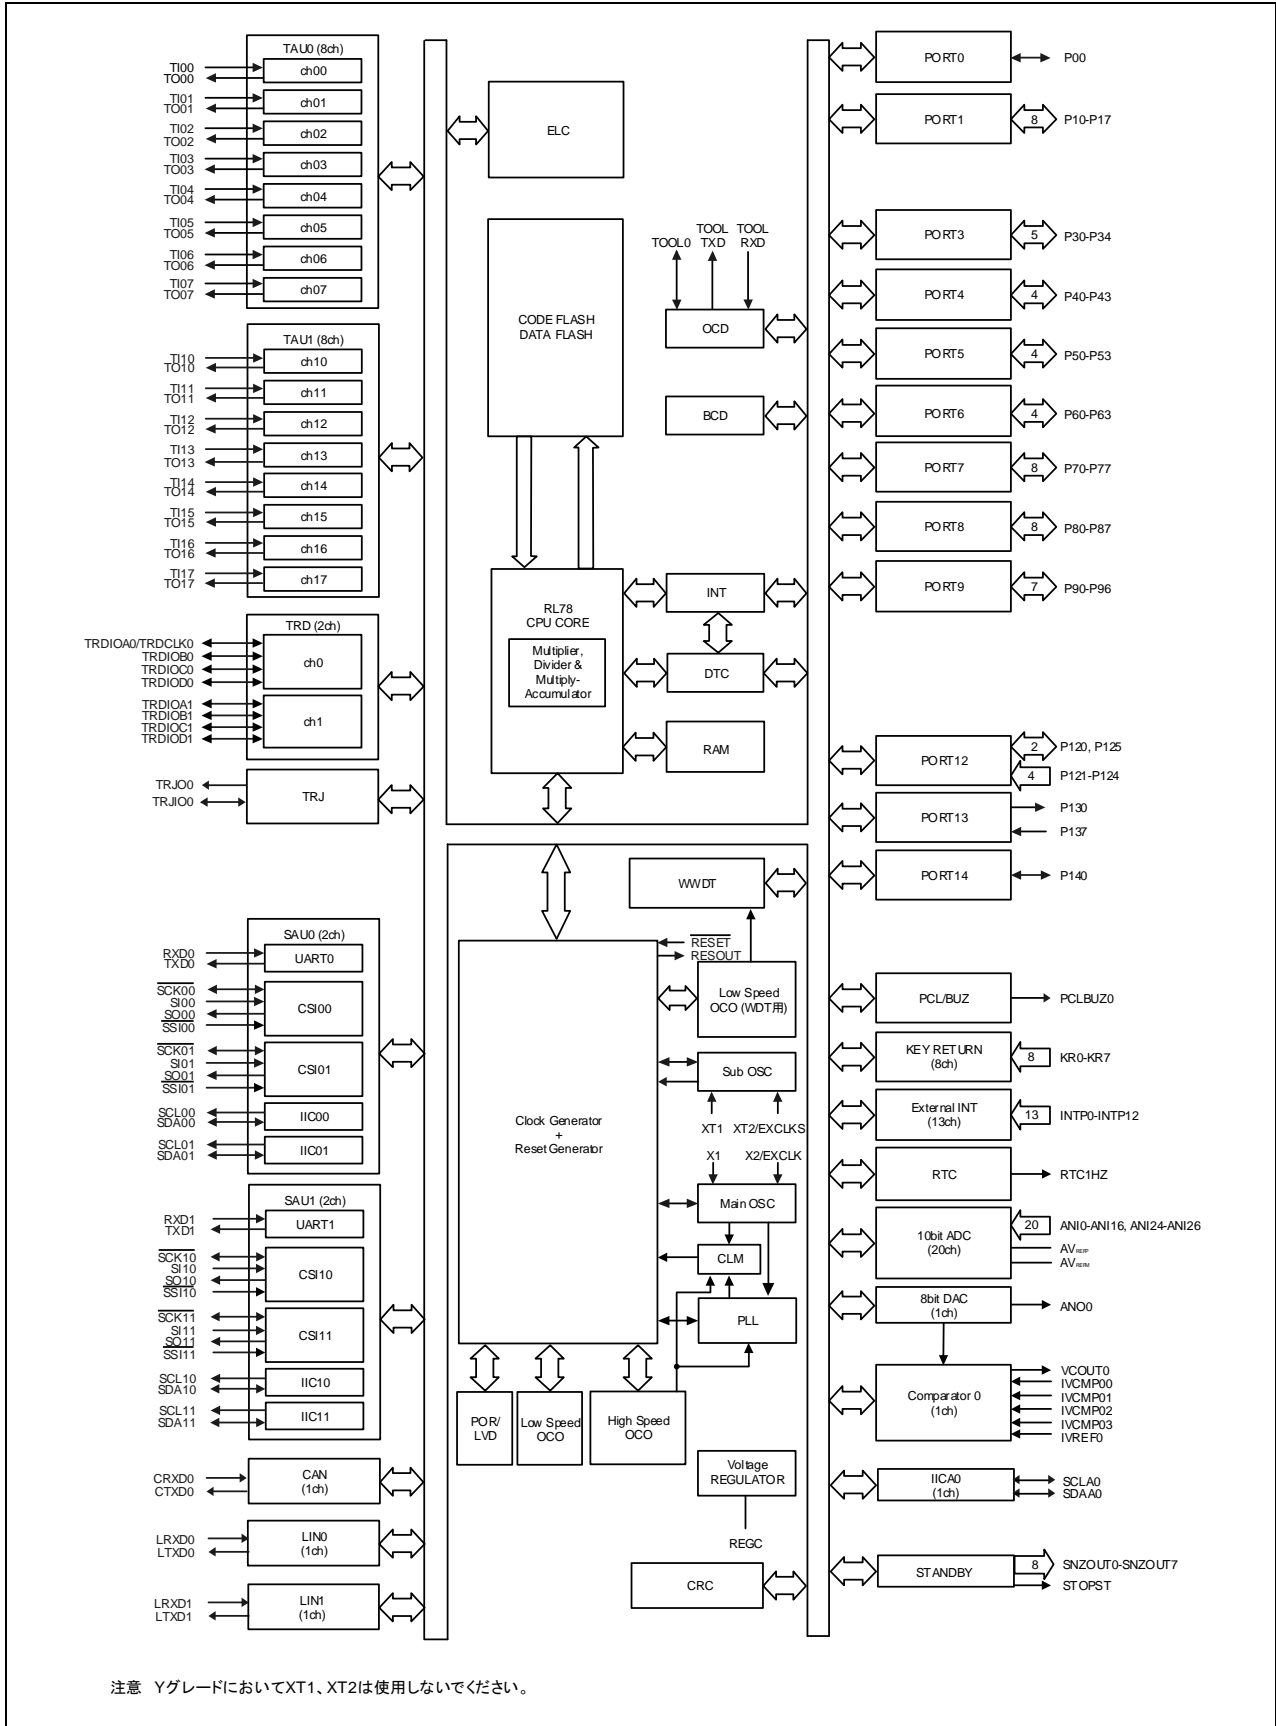 TAU0 (8ch)
TI00
TO00
ch00
TI01
TO01
ch01
TI02
TO02
ch02
TI03
TO03
ch03
TI04
TO04
ch04
TI05
TO05
ch05
TI06
TO06
ch06
TI07
TO07
ch07
TAU1 (8ch)
TI10
TO10
ch10
TI11
TO11
ch11
TI12
TO12
ch12
TI13
TO13
ch13
TI14
TO14
ch14
TI15
TO15
ch15
TI16
TO16
ch16
TI17
TO17
ch17
TRD (2ch)
TRDIOA0/TRDCLK0
TRDIOB0
TRDIOC0
TRDIOD0
ch0
TRDIOA1
TRDIOB1
TRDIOC1
TRDIOD1
ch1
TRJO0
TRJIO0
TRJ
SAU0 (2ch)
RXD0
TXD0
UART0
SCK00
SI00
SO00
SSI00
CSI00
SCK01
SI01
SO01
SSI01
CSI01
SCL00
SDA00
IIC00
SCL01
SDA01
IIC01
SAU1 (2ch)
RXD1
TXD1
UART1
SCK10
SI10
SO10
SSI10
CSI10
SCK11
SI11
SO11
SSI11
CSI11
SCL10
SDA10
IIC10
SCL11
SDA11
IIC11
CRXD0
CTXD0
CAN
(1ch)
LRXD0
LTXD0
LIN0
(1ch)
LRXD1
LTXD1
LIN1
(1ch)
ELC
CODE FLASH
DATA FLASH
TOOL0
TOOL
TXD
TOOL
RXD
OCD
BCD
RL78
CPU CORE
Multiplier,
Divider &
Multiply-
Accumulator
INT
DTC
RAM
WWDT
RESET
RESOUT
Low Speed
OCO (WDT用)
Sub OSC
XT1
XT2/EXCLKS
X1
X2/EXCLK
Main OSC
CLM
PLL
Clock Generator
+
Reset Generator
POR/
LVD
Low Speed
OCO
High Speed
OCO
Voltage
REGULATOR
REGC
CRC
PORT0
P00
PORT1
8
P10-P17
PORT3
5
P30-P34
PORT4
4
P40-P43
PORT5
4
P50-P53
PORT6
4
P60-P63
PORT7
8
P70-P77
PORT8
8
P80-P87
PORT9
7
P90-P96
PORT12
2
P120, P125
4
P121-P124
PORT13
P130
P137
PORT14
P140
PCL/BUZ
PCLBUZ0
KEY RETURN
(8ch)
8
KR0-KR7
External INT
(13ch)
13
INTP0-INTP12
RTC
RTC1HZ
10bit ADC
(20ch)
20
ANI0-ANI16, ANI24-ANI26
AVREFP
AVREFM
8bit DAC
(1ch)
ANO0
Comparator 0
(1ch)
VCOUT0
IVCMP00
IVCMP01
IVCMP02
IVCMP03
IVREF0
IICA0
(1ch)
SCLA0
SDAA0
STANDBY
8
SNZOUT0-SNZOUT7
STOPST
注意 YグレードにおいてXT1、XT2は使用しないでください。